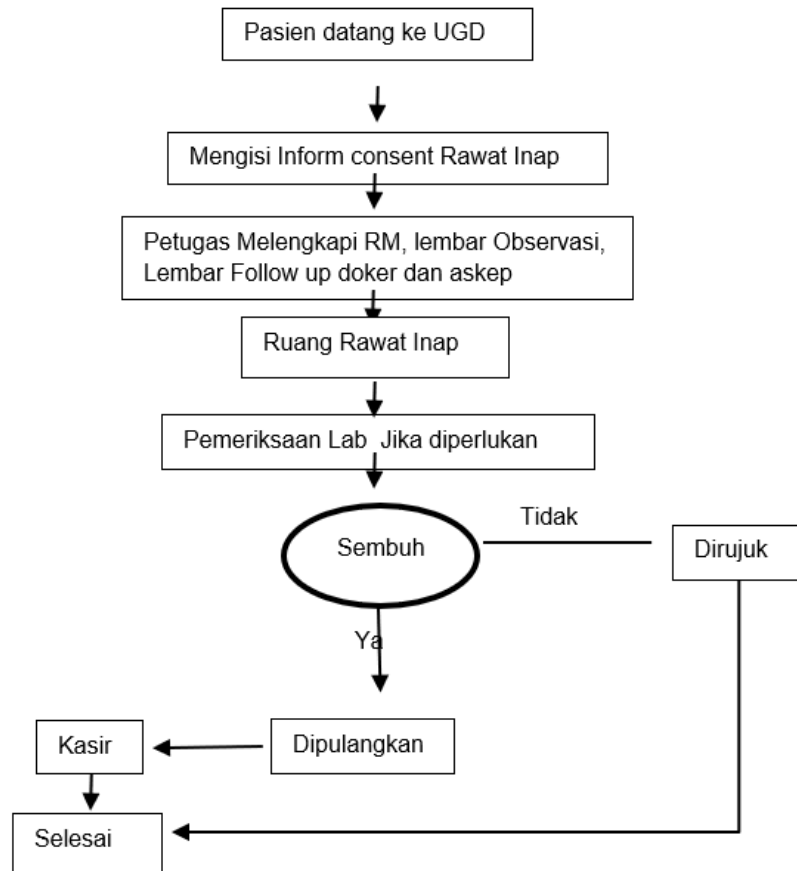 Pasien datang ke UGD
Mengisi Inform consent Rawat Inap
Petugas Melengkapi RM, lembar Observasi,
Lembar Follow up doker dan askep
Ruang Rawat Inap
Pemeriksaan Lab Jika diperlukan
Sembuh
Tidak
Dirujuk
Ya
Kasir
Dipulangkan
Selesai